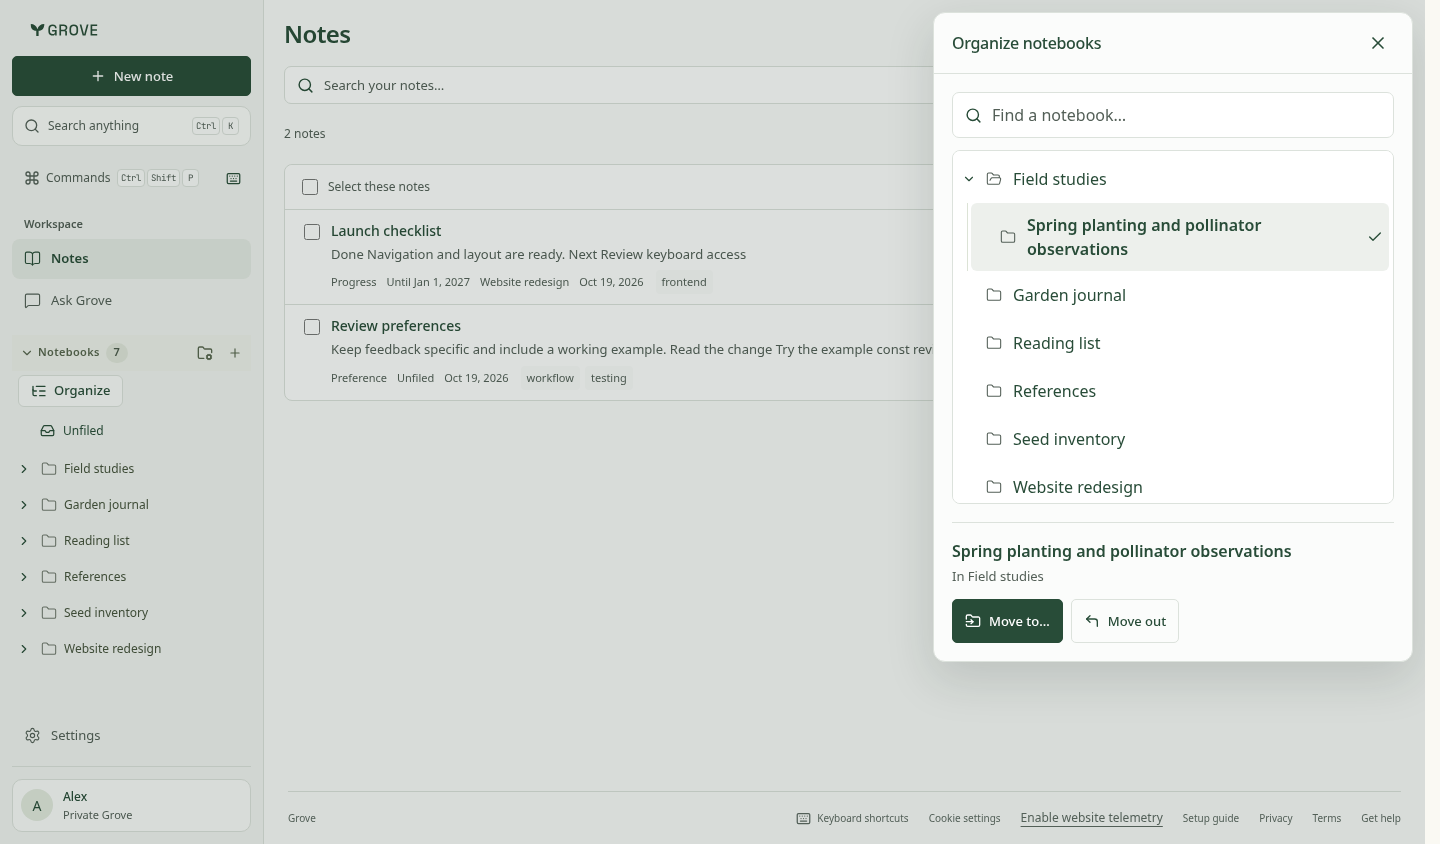 GROVE
New note
Search anything Ctrl K
Commands Ctrl Shift P
Workspace
Notes
Ask Grove
Notebooks 7
Organize
Unfiled
Field studies
Garden journal
Reading list
References
Seed inventory
Website redesign
Settings
A
Alex
Private Grove
Notes
Search your notes...
2 notes
Select these notes
Launch checklist
Done Navigation and layout are ready. Next Review keyboard access
Progress Until Jan 1, 2027 Website redesign Oct 19, 2026 frontend
Review preferences
Keep feedback specific and include a working example. Read the change Try the example const rev
Preference Unfiled Oct 19, 2026 workflow testing
Grove
Keyboard shortcuts Cookie settings Enable website telemetry Setup guide Privacy Terms Get help
Organize notebooks
Find a notebook...
Field studies
Spring planting and pollinator
observations
Garden journal
Reading list
References
Seed inventory
Website redesign
Spring planting and pollinator observations
In Field studies
Move to... Move out